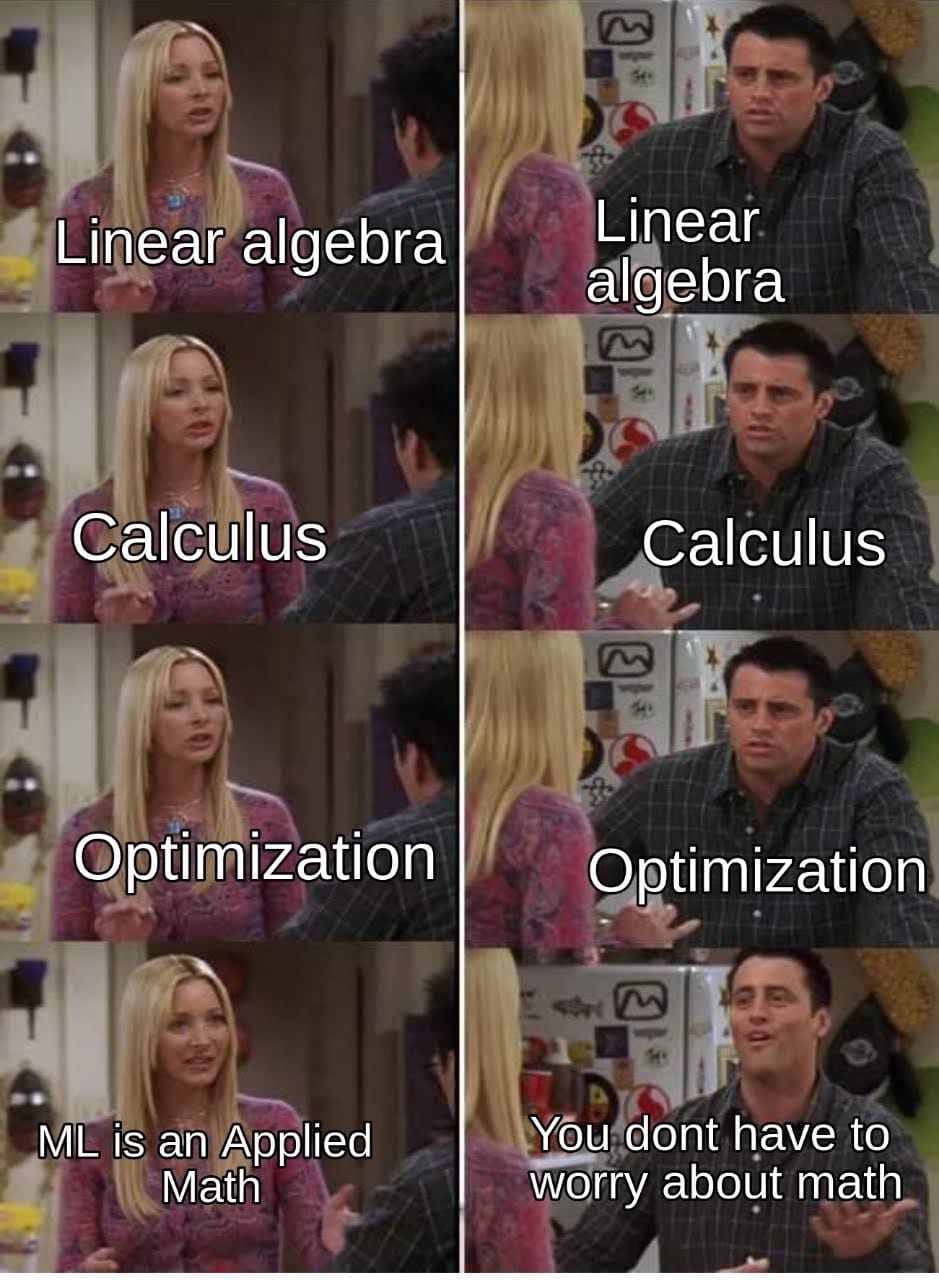 Linear algebra
Linear
algebra
Calculus
Calculus
Optimization
Optimization
ML is an Applied
Math
You dont have to
worry about math